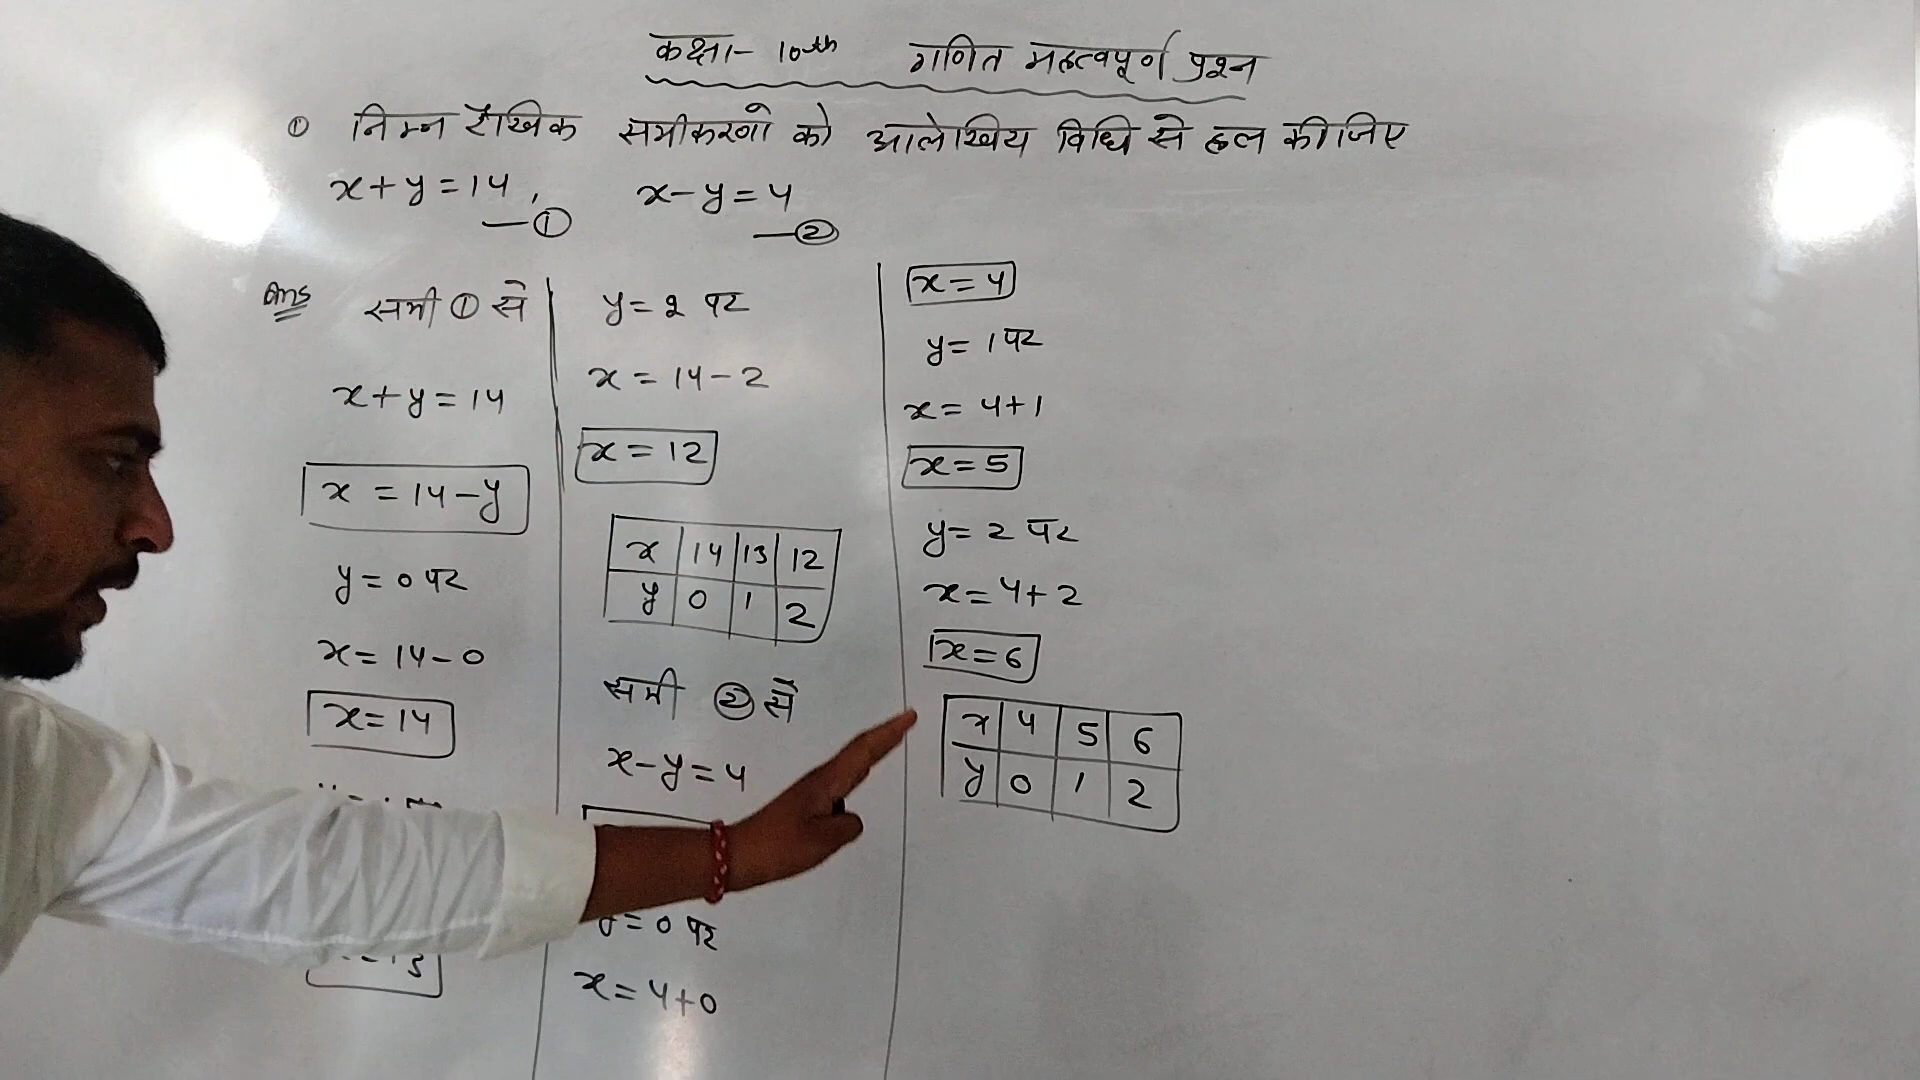 कक्षा- 10th गणित महत्वपूर्ण प्रश्न
① निम्न रैखिक समीकरणो को आलेखिय विधि से हल कीजिए
x+y=14, —①  x-y=4 —②
Ans समी ① से
x+y=14
x = 14-y
y=0 पर
x=14-0
x=14
y=2 पर
x = 14-2
x = 12
x | 14 | 13 | 12
y | 0 | 1 | 2
समी ② से
x-y=4
=0 पर
x=4+0
x=4
y=1 पर
x=4+1
x=5
y=2 पर
x=4+2
x=6
x | 4 | 5 | 6
y | 0 | 1 | 2